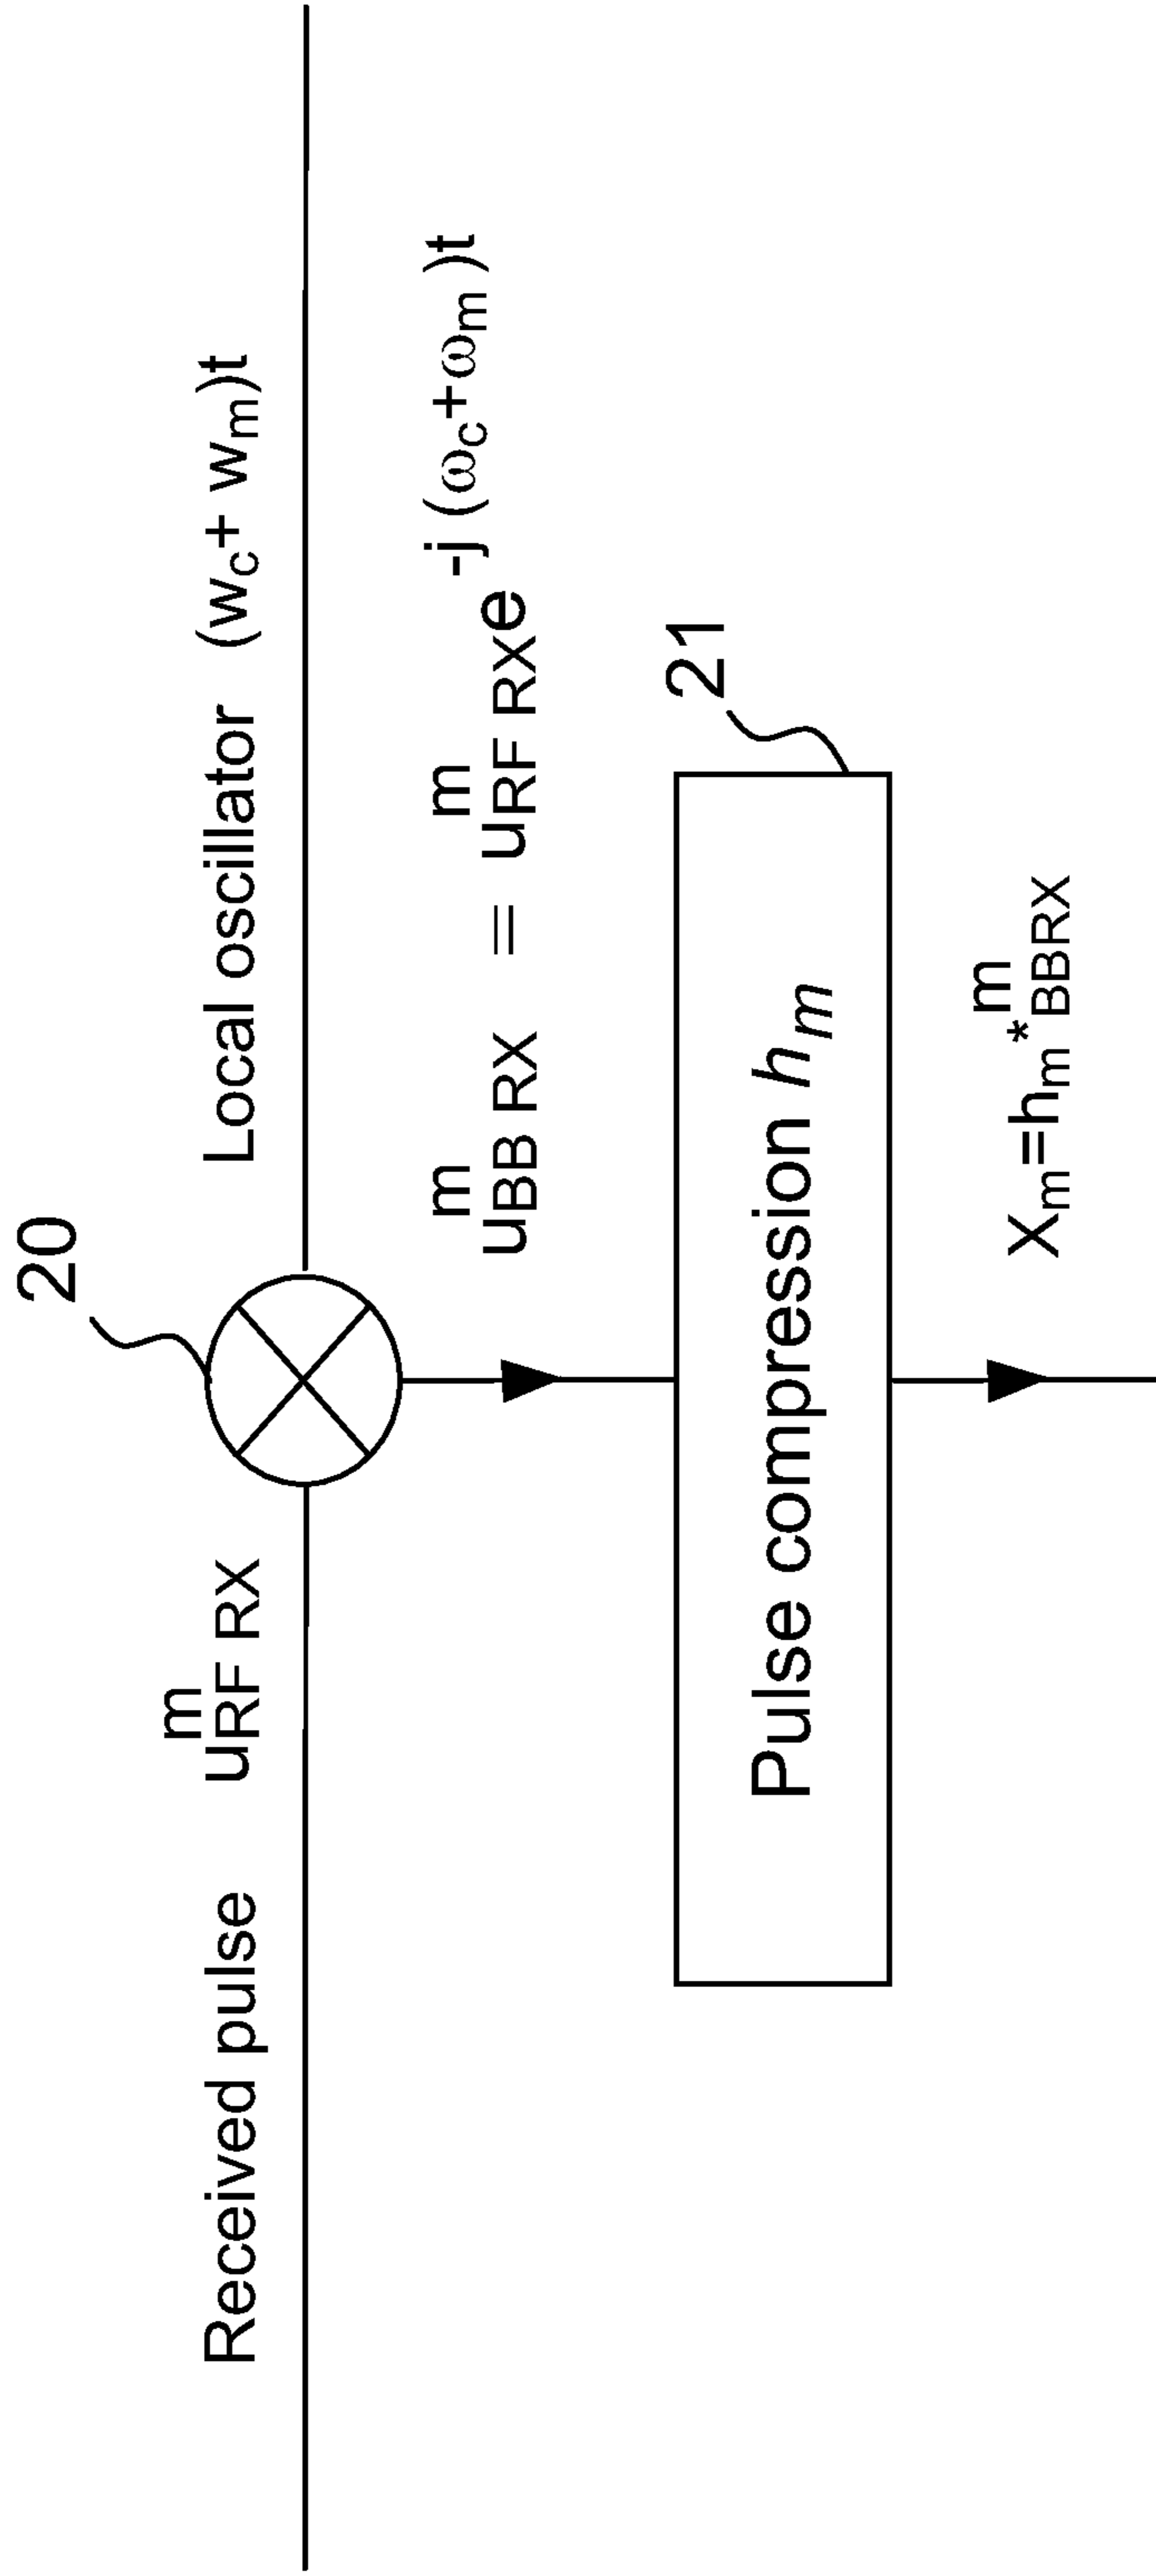 20
Received pulse u^m_RF RX
Local oscillator (w_c + w_m)t
u^m_BB RX ≡ u^m_RF RX e^-j (ω_c+ω_m)t
21
Pulse compression h_m
X_m=h_m*^m_BBRX